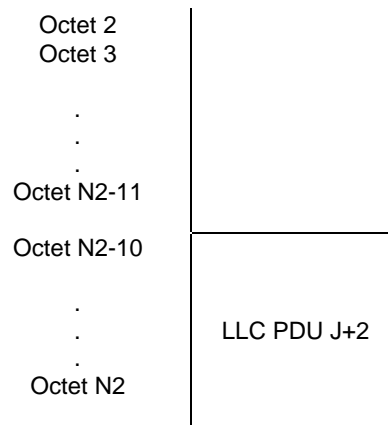 Octet 2
Octet 3
.
.
.
Octet N2-11
Octet N2-10
.
.
.
LLC PDU J+2
Octet N2